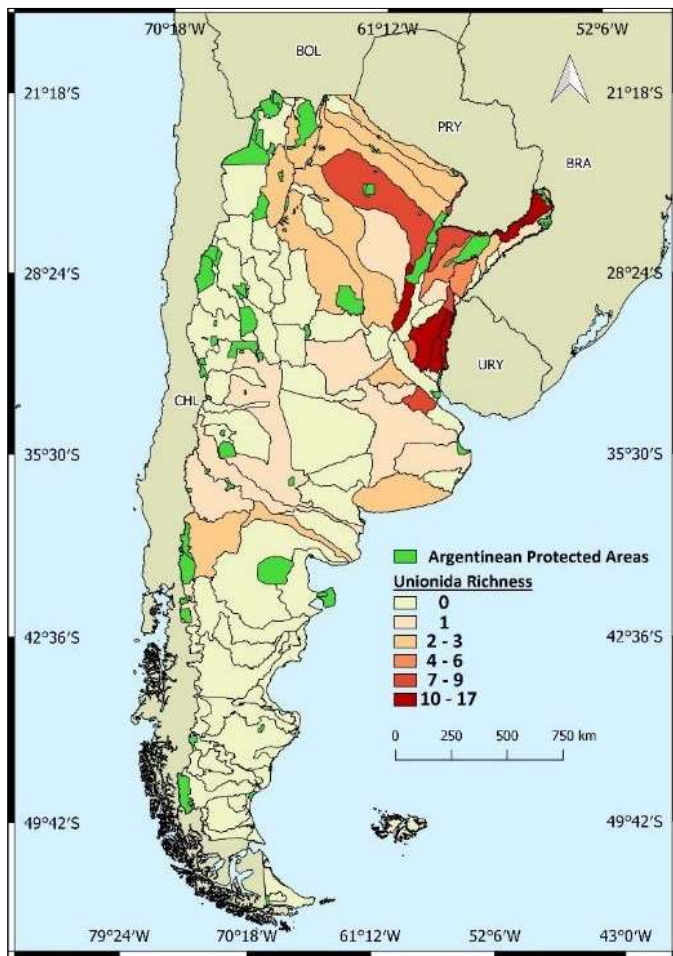 70°18'W 61°12'W 52°6'W
BOL
21°18'S 21°18'S
PRY
BRA
28°24'S 28°24'S
URY
CHL
35°30'S 35°30'S
Argentinean Protected Areas
Unionida Richness
0
1
2 - 3
4 - 6
7 - 9
10 - 17
42°36'S 42°36'S
0 250 500 750 km
49°42'S 49°42'S
79°24'W 70°18'W 61°12'W 52°6'W 43°0'W